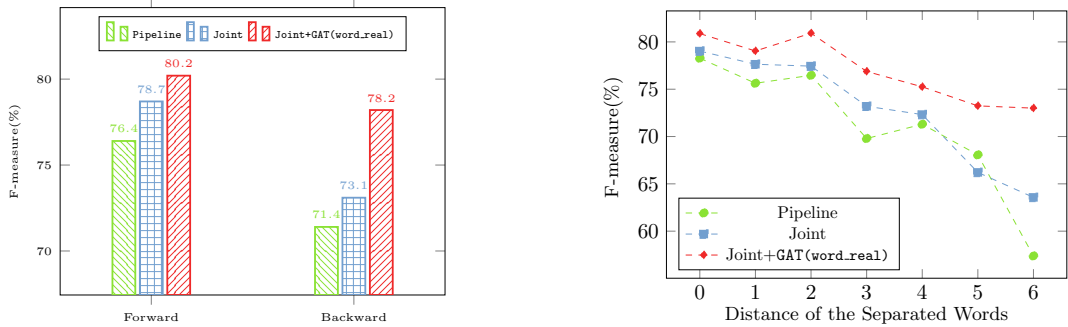 Pipeline Joint Joint+GAT(word_real)
80.2
78.7
76.4
78.2
73.1
71.4
80
75
70
F-measure(%)
Forward Backward
80
75
70
65
60
F-measure(%)
Pipeline
Joint
Joint+GAT(word_real)
0 1 2 3 4 5 6
Distance of the Separated Words